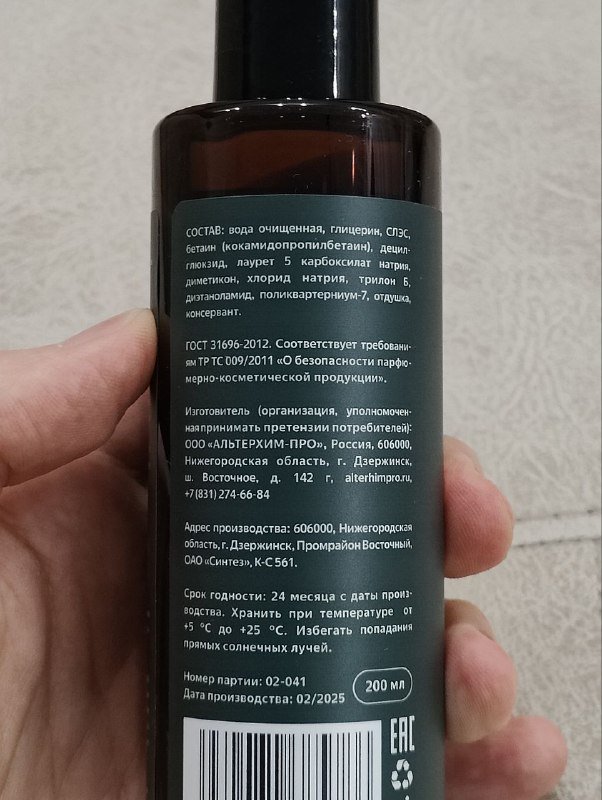 СОСТАВ: вода очищенная, глицерин, СЛЭС,
бетаин (кокамидопропилбетаин), децил-
глюкзид, лаурет 5 карбоксилат натрия,
диметикон, хлорид натрия, трилон Б,
диэтаноламид, поликвартерниум-7, отдушка,
консервант.
ГОСТ 31696-2012. Соответствует требовани-
ям ТР ТС 009/2011 «О безопасности парфю-
мерно-косметической продукции».
Изготовитель (организация, уполномочен-
ная принимать претензии потребителей):
ООО «АЛЬТЕРХИМ-ПРО», Россия, 606000,
Нижегородская область, г. Дзержинск,
ш. Восточное, д. 142 г, alterhimpro.ru,
+7 (831) 274-66-84
Адрес производства: 606000, Нижегородская
область, г. Дзержинск, Промрайон Восточный,
ОАО «Синтез», К-С 561.
Срок годности: 24 месяца с даты произ-
водства. Хранить при температуре от
+5 °С до +25 °С. Избегать попадания
прямых солнечных лучей.
Номер партии: 02-041
Дата производства: 02/2025
200 мл
EAC